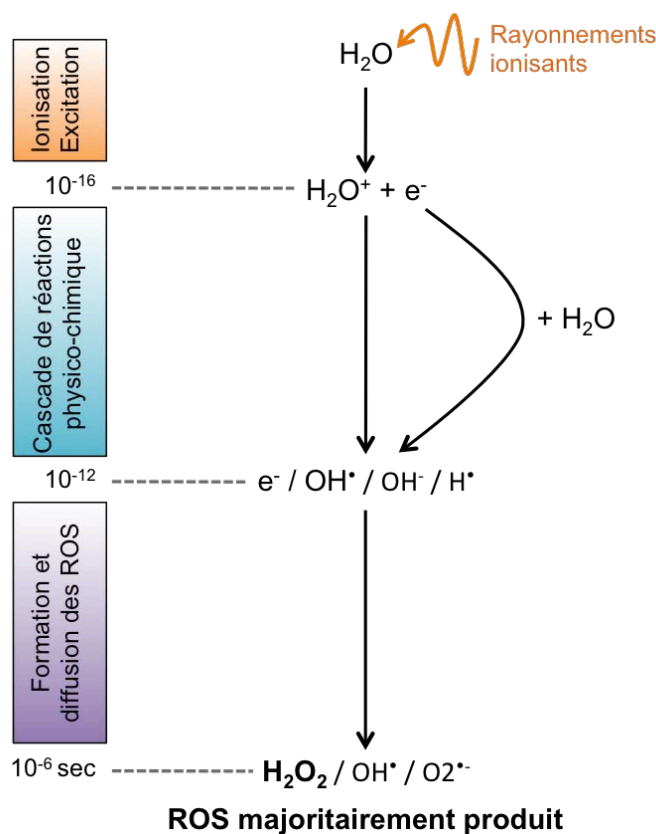 Rayonnements
ionisants
H₂O
Ionisation
Excitation
10⁻¹⁶
H₂O⁺ + e⁻
Cascade de réactions
physico-chimique
+ H₂O
10⁻¹²
e⁻ / OH• / OH⁻ / H•
Formation et
diffusion des ROS
10⁻⁶ sec
H₂O₂ / OH• / O2•⁻
ROS majoritairement produit